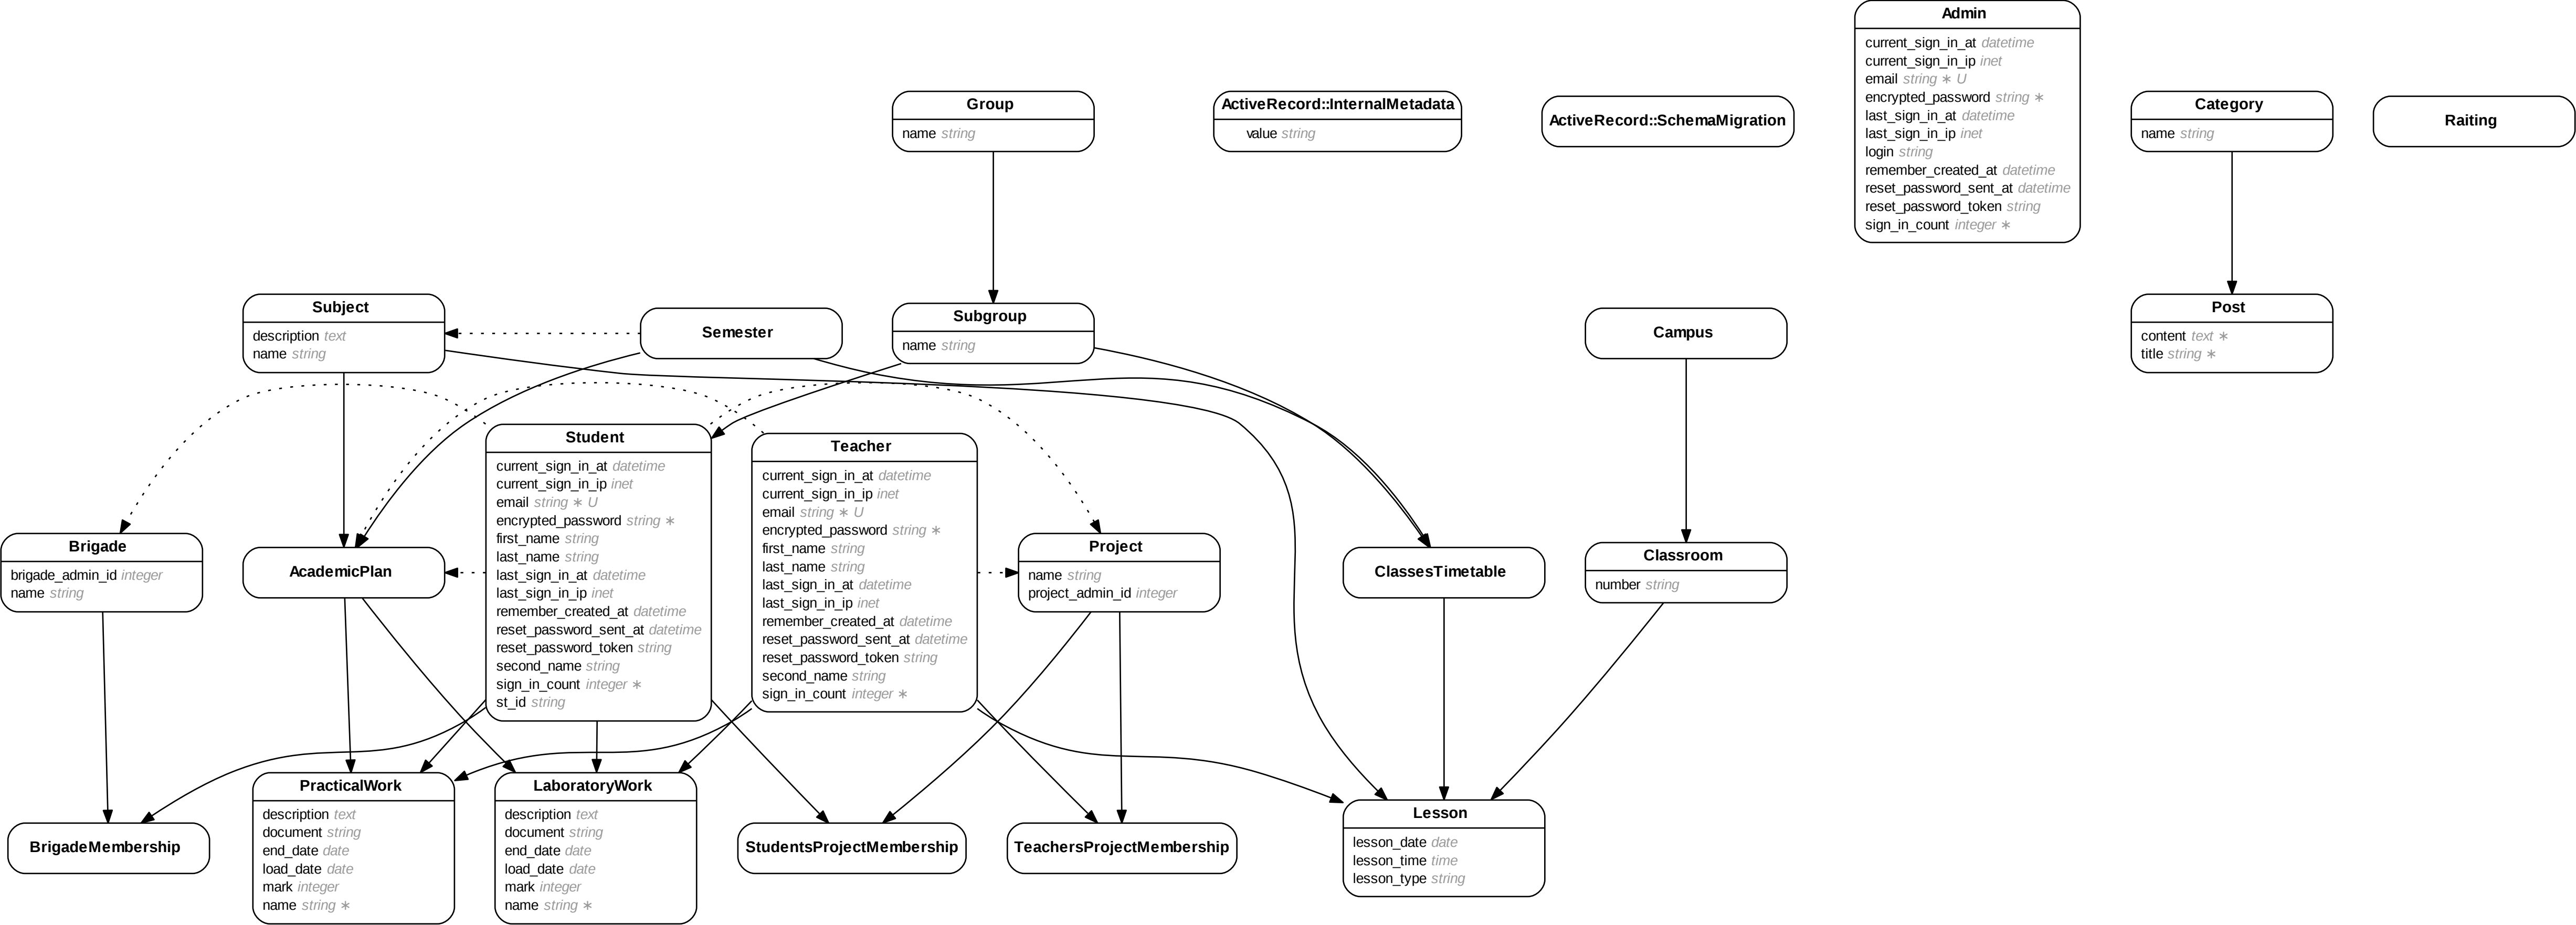 Admin
current_sign_in_at datetime
current_sign_in_ip inet
email string ∗ U
encrypted_password string ∗
last_sign_in_at datetime
last_sign_in_ip inet
login string
remember_created_at datetime
reset_password_sent_at datetime
reset_password_token string
sign_in_count integer ∗
Group
name string
ActiveRecord::InternalMetadata
value string
ActiveRecord::SchemaMigration
Category
name string
Raiting
Subject
description text
name string
Semester
Subgroup
name string
Campus
Post
content text ∗
title string ∗
Student
current_sign_in_at datetime
current_sign_in_ip inet
email string ∗ U
encrypted_password string ∗
first_name string
last_name string
last_sign_in_at datetime
last_sign_in_ip inet
remember_created_at datetime
reset_password_sent_at datetime
reset_password_token string
second_name string
sign_in_count integer ∗
st_id string
Teacher
current_sign_in_at datetime
current_sign_in_ip inet
email string ∗ U
encrypted_password string ∗
first_name string
last_name string
last_sign_in_at datetime
last_sign_in_ip inet
remember_created_at datetime
reset_password_sent_at datetime
reset_password_token string
second_name string
sign_in_count integer ∗
Brigade
brigade_admin_id integer
name string
AcademicPlan
Project
name string
project_admin_id integer
ClassesTimetable
Classroom
number string
BrigadeMembership
PracticalWork
description text
document string
end_date date
load_date date
mark integer
name string ∗
LaboratoryWork
description text
document string
end_date date
load_date date
mark integer
name string ∗
StudentsProjectMembership
TeachersProjectMembership
Lesson
lesson_date date
lesson_time time
lesson_type string